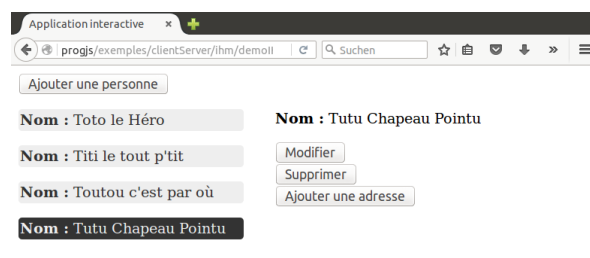 Application interactive ×
progjs/exemples/clientServer/ihm/demoII
Suchen
Ajouter une personne
Nom : Toto le Héro
Nom : Titi le tout p'tit
Nom : Toutou c'est par où
Nom : Tutu Chapeau Pointu
Nom : Tutu Chapeau Pointu
Modifier
Supprimer
Ajouter une adresse